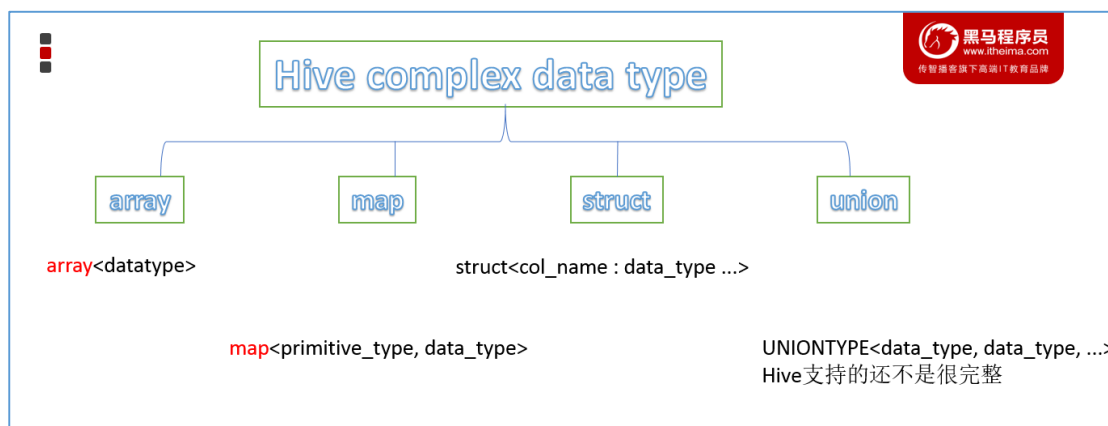 黑马程序员
www.itheima.com
传智播客旗下高端IT教育品牌
Hive complex data type
array
map
struct
union
array<datatype>
struct<col_name : data_type ...>
map<primitive_type, data_type>
UNIONTYPE<data_type, data_type, ...>
Hive支持的还不是很完整